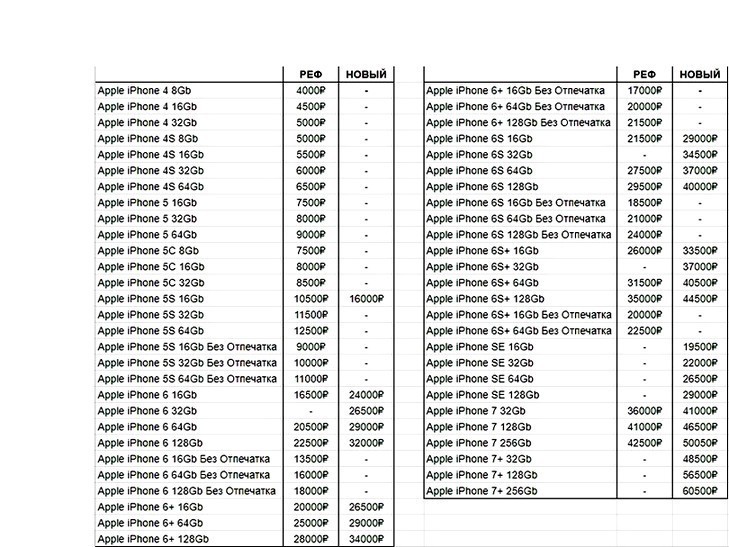 РЕФ НОВЫЙ
Apple iPhone 4 8Gb 4000₽ -
Apple iPhone 4 16Gb 4500₽ -
Apple iPhone 4 32Gb 5000₽ -
Apple iPhone 4S 8Gb 5000₽ -
Apple iPhone 4S 16Gb 5500₽ -
Apple iPhone 4S 32Gb 6000₽ -
Apple iPhone 4S 64Gb 6500₽ -
Apple iPhone 5 16Gb 7500₽ -
Apple iPhone 5 32Gb 8000₽ -
Apple iPhone 5 64Gb 9000₽ -
Apple iPhone 5C 8Gb 7500₽ -
Apple iPhone 5C 16Gb 8000₽ -
Apple iPhone 5C 32Gb 8500₽ -
Apple iPhone 5S 16Gb 10500₽ 16000₽
Apple iPhone 5S 32Gb 11500₽ -
Apple iPhone 5S 64Gb 12500₽ -
Apple iPhone 5S 16Gb Без Отпечатка 9000₽ -
Apple iPhone 5S 32Gb Без Отпечатка 10000₽ -
Apple iPhone 5S 64Gb Без Отпечатка 11000₽ -
Apple iPhone 6 16Gb 16500₽ 24000₽
Apple iPhone 6 32Gb - 26500₽
Apple iPhone 6 64Gb 20500₽ 29000₽
Apple iPhone 6 128Gb 22500₽ 32000₽
Apple iPhone 6 16Gb Без Отпечатка 13500₽ -
Apple iPhone 6 64Gb Без Отпечатка 16000₽ -
Apple iPhone 6 128Gb Без Отпечатка 18000₽ -
Apple iPhone 6+ 16Gb 20000₽ 26500₽
Apple iPhone 6+ 64Gb 25000₽ 29000₽
Apple iPhone 6+ 128Gb 28000₽ 34000₽
РЕФ НОВЫЙ
Apple iPhone 6+ 16Gb Без Отпечатка 17000₽ -
Apple iPhone 6+ 64Gb Без Отпечатка 20000₽ -
Apple iPhone 6+ 128Gb Без Отпечатка 21500₽ -
Apple iPhone 6S 16Gb 21500₽ 29000₽
Apple iPhone 6S 32Gb - 34500₽
Apple iPhone 6S 64Gb 27500₽ 37000₽
Apple iPhone 6S 128Gb 29500₽ 40000₽
Apple iPhone 6S 16Gb Без Отпечатка 18500₽ -
Apple iPhone 6S 64Gb Без Отпечатка 21000₽ -
Apple iPhone 6S 128Gb Без Отпечатка 24000₽ -
Apple iPhone 6S+ 16Gb 26000₽ 33500₽
Apple iPhone 6S+ 32Gb - 37000₽
Apple iPhone 6S+ 64Gb 31500₽ 40500₽
Apple iPhone 6S+ 128Gb 35000₽ 44500₽
Apple iPhone 6S+ 16Gb Без Отпечатка 20000₽ -
Apple iPhone 6S+ 64Gb Без Отпечатка 22500₽ -
Apple iPhone SE 16Gb - 19500₽
Apple iPhone SE 32Gb - 22000₽
Apple iPhone SE 64Gb - 26500₽
Apple iPhone SE 128Gb - 29000₽
Apple iPhone 7 32Gb 36000₽ 41000₽
Apple iPhone 7 128Gb 41000₽ 46500₽
Apple iPhone 7 256Gb 42500₽ 50050₽
Apple iPhone 7+ 32Gb - 48500₽
Apple iPhone 7+ 128Gb - 56500₽
Apple iPhone 7+ 256Gb - 60500₽